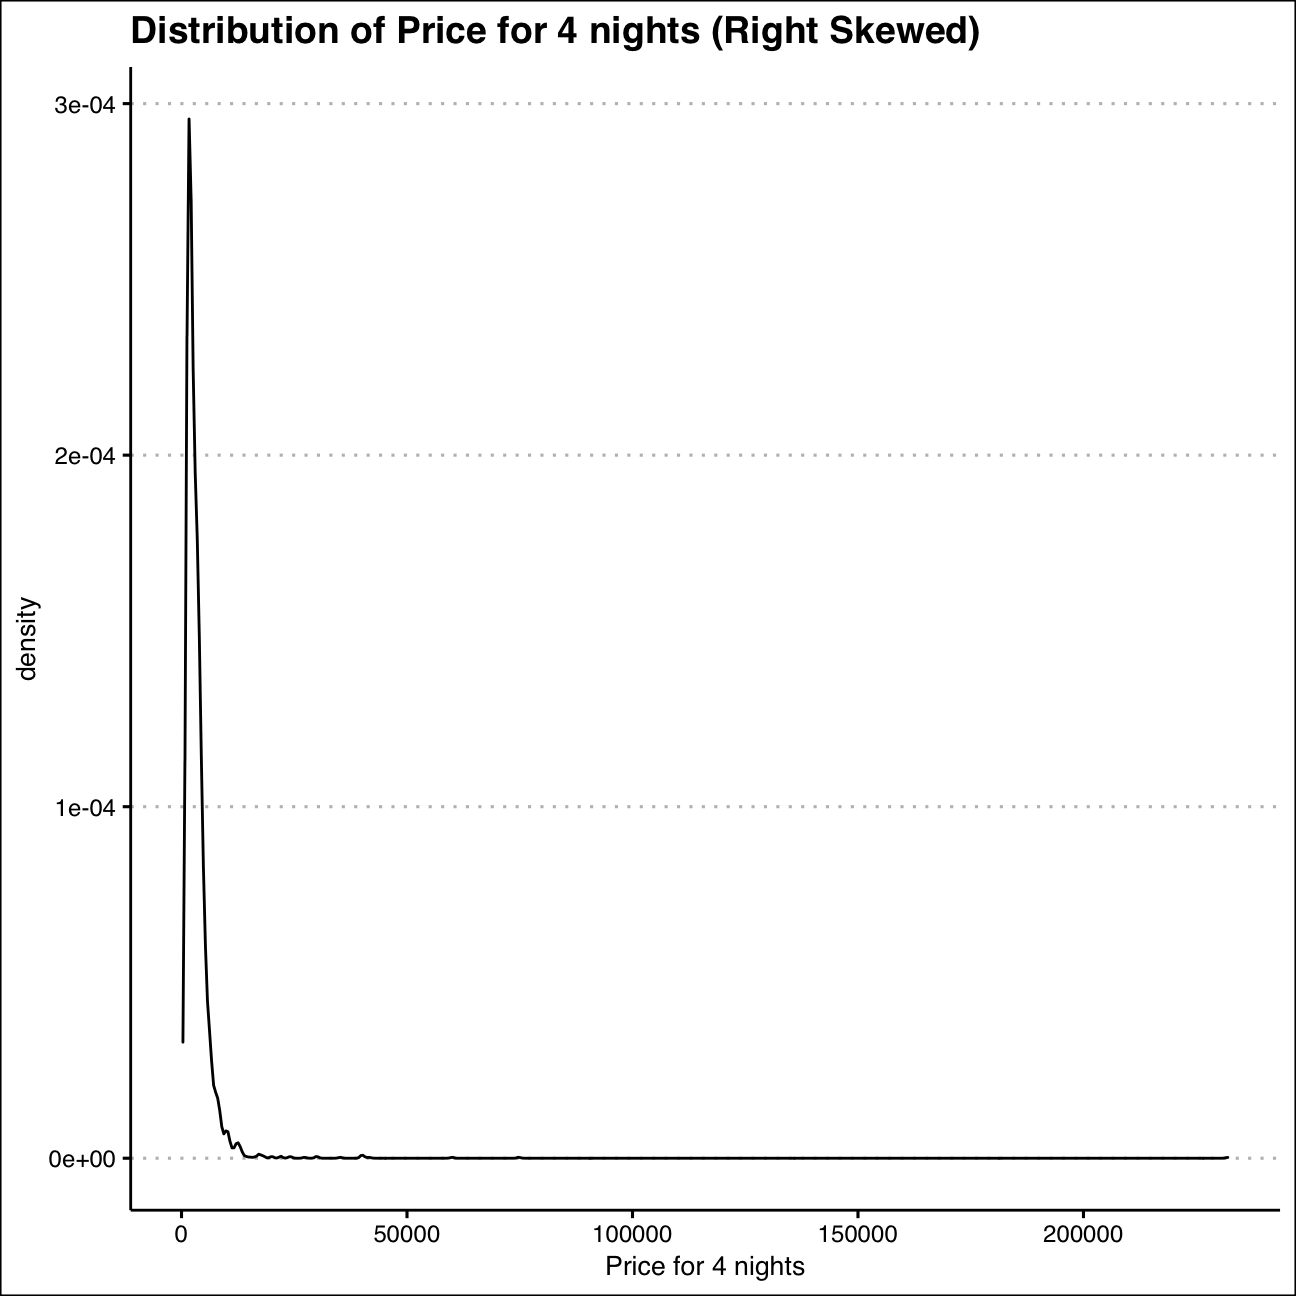 Distribution of Price for 4 nights (Right Skewed)
3e-04
2e-04
1e-04
0e+00
density
0
50000
100000
150000
200000
Price for 4 nights